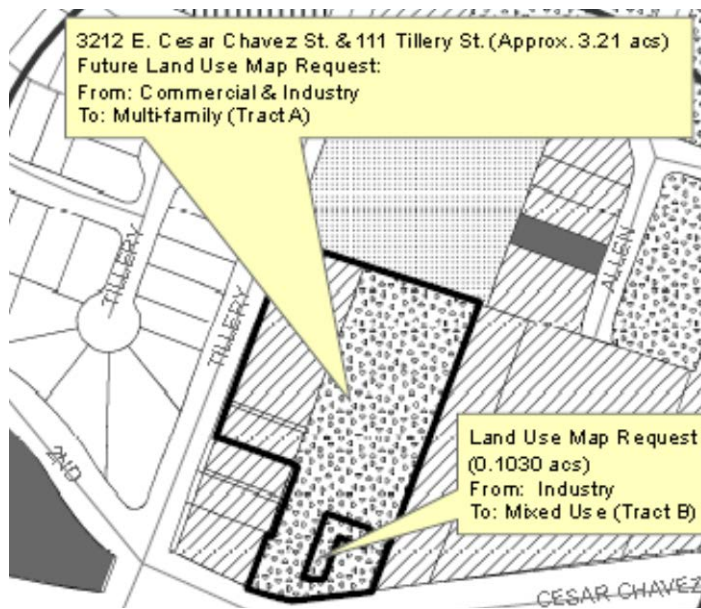 3212 E. Cesar Chavez St. & 111 Tillery St. (Approx. 3.21 acs)
Future Land Use Map Request:
From: Commercial & Industry
To: Multi-family (Tract A)
TILLERY
TILLERY
ALLEN
2ND
Land Use Map Request
(0.1030 acs)
From: Industry
To: Mixed Use (Tract B)
CESAR CHAVEZ